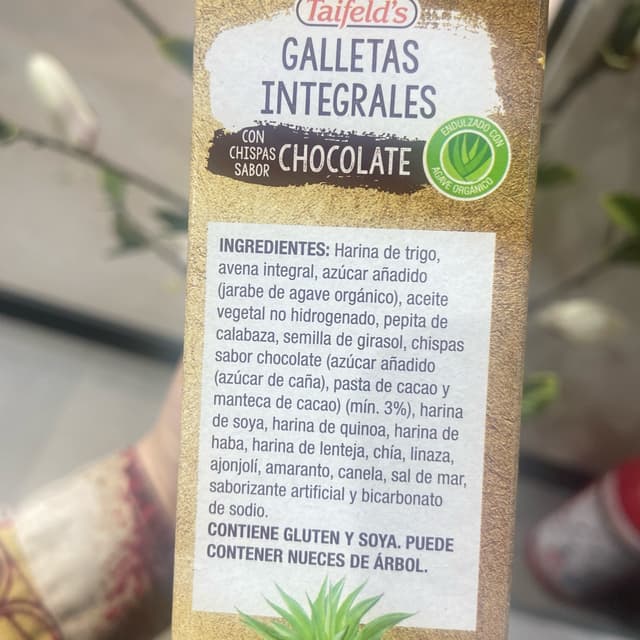 Taifeld's
GALLETAS
INTEGRALES
CON
CHISPAS
SABOR
CHOCOLATE
ENDULZADO CON
AGAVE ORGÁNICO
INGREDIENTES: Harina de trigo,
avena integral, azúcar añadido
(jarabe de agave orgánico), aceite
vegetal no hidrogenado, pepita de
calabaza, semilla de girasol, chispas
sabor chocolate (azúcar añadido
(azúcar de caña), pasta de cacao y
manteca de cacao) (mín. 3%), harina
de soya, harina de quinoa, harina de
haba, harina de lenteja, chía, linaza,
ajonjolí, amaranto, canela, sal de mar,
saborizante artificial y bicarbonato
de sodio.
CONTIENE GLUTEN Y SOYA. PUEDE
CONTENER NUECES DE ÁRBOL.